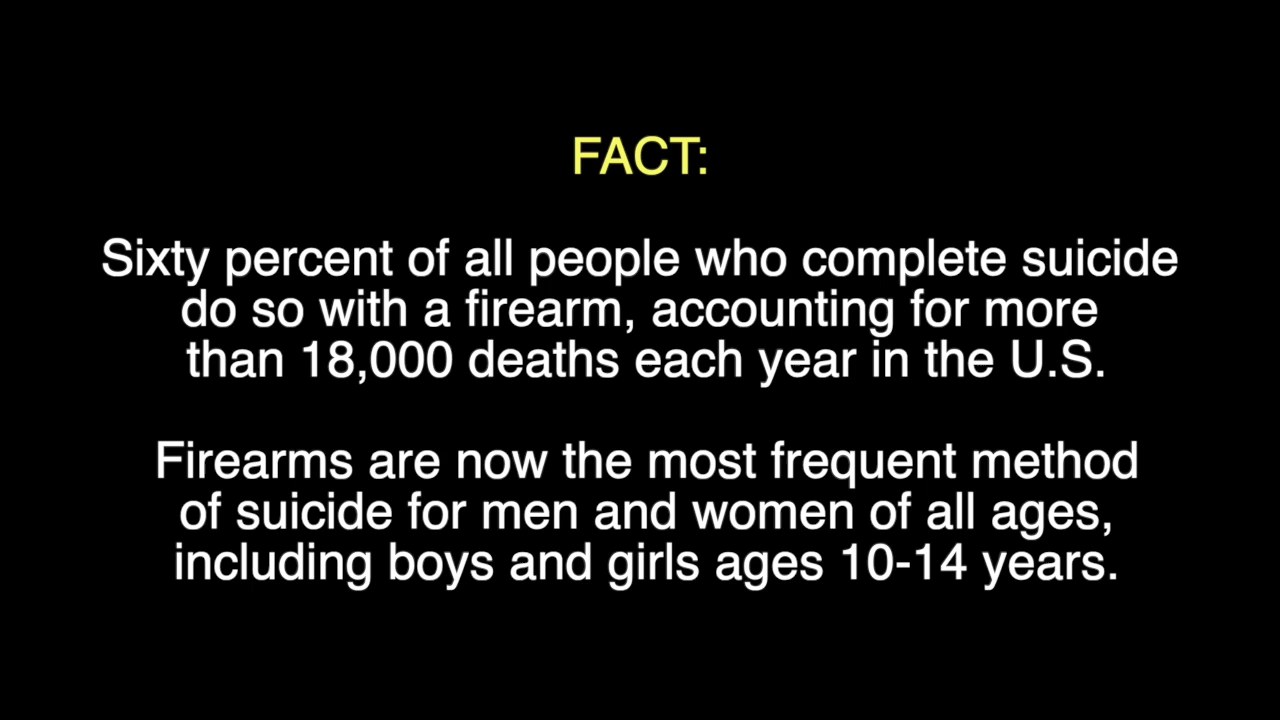 FACT:
Sixty percent of all people who complete suicide
do so with a firearm, accounting for more
than 18,000 deaths each year in the U.S.
Firearms are now the most frequent method
of suicide for men and women of all ages,
including boys and girls ages 10-14 years.